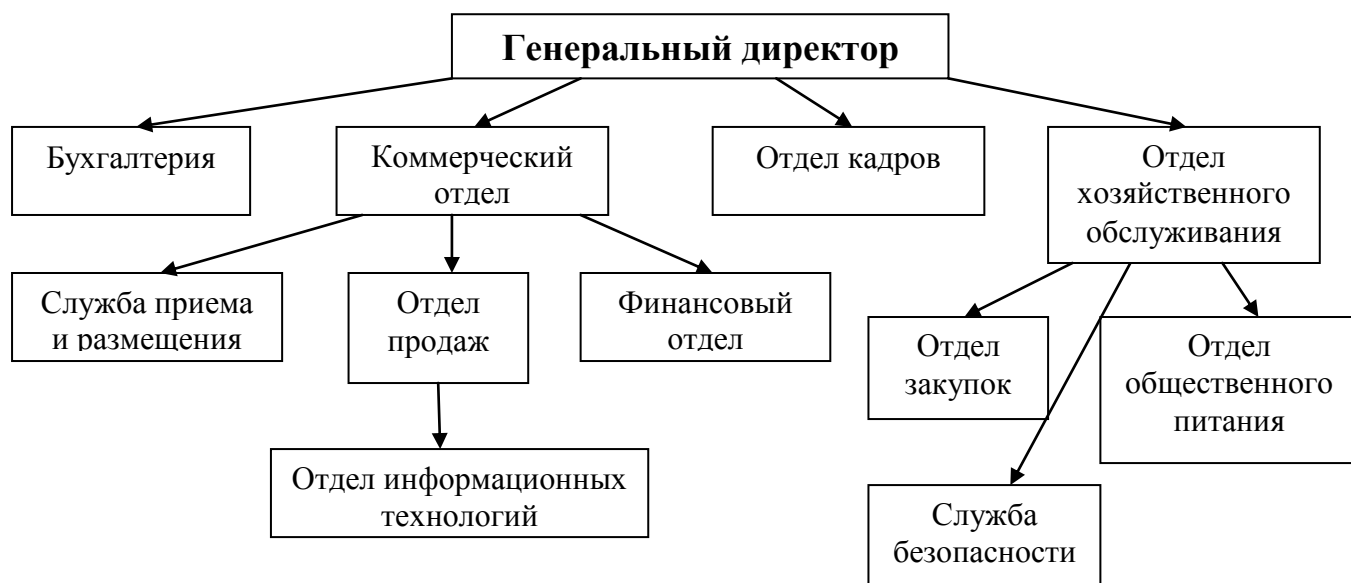 Генеральный директор
Бухгалтерия
Коммерческий
отдел
Отдел кадров
Отдел
хозяйственного
обслуживания
Служба приема
и размещения
Отдел
продаж
Финансовый
отдел
Отдел
закупок
Отдел
общественного
питания
Отдел информационных
технологий
Служба
безопасности